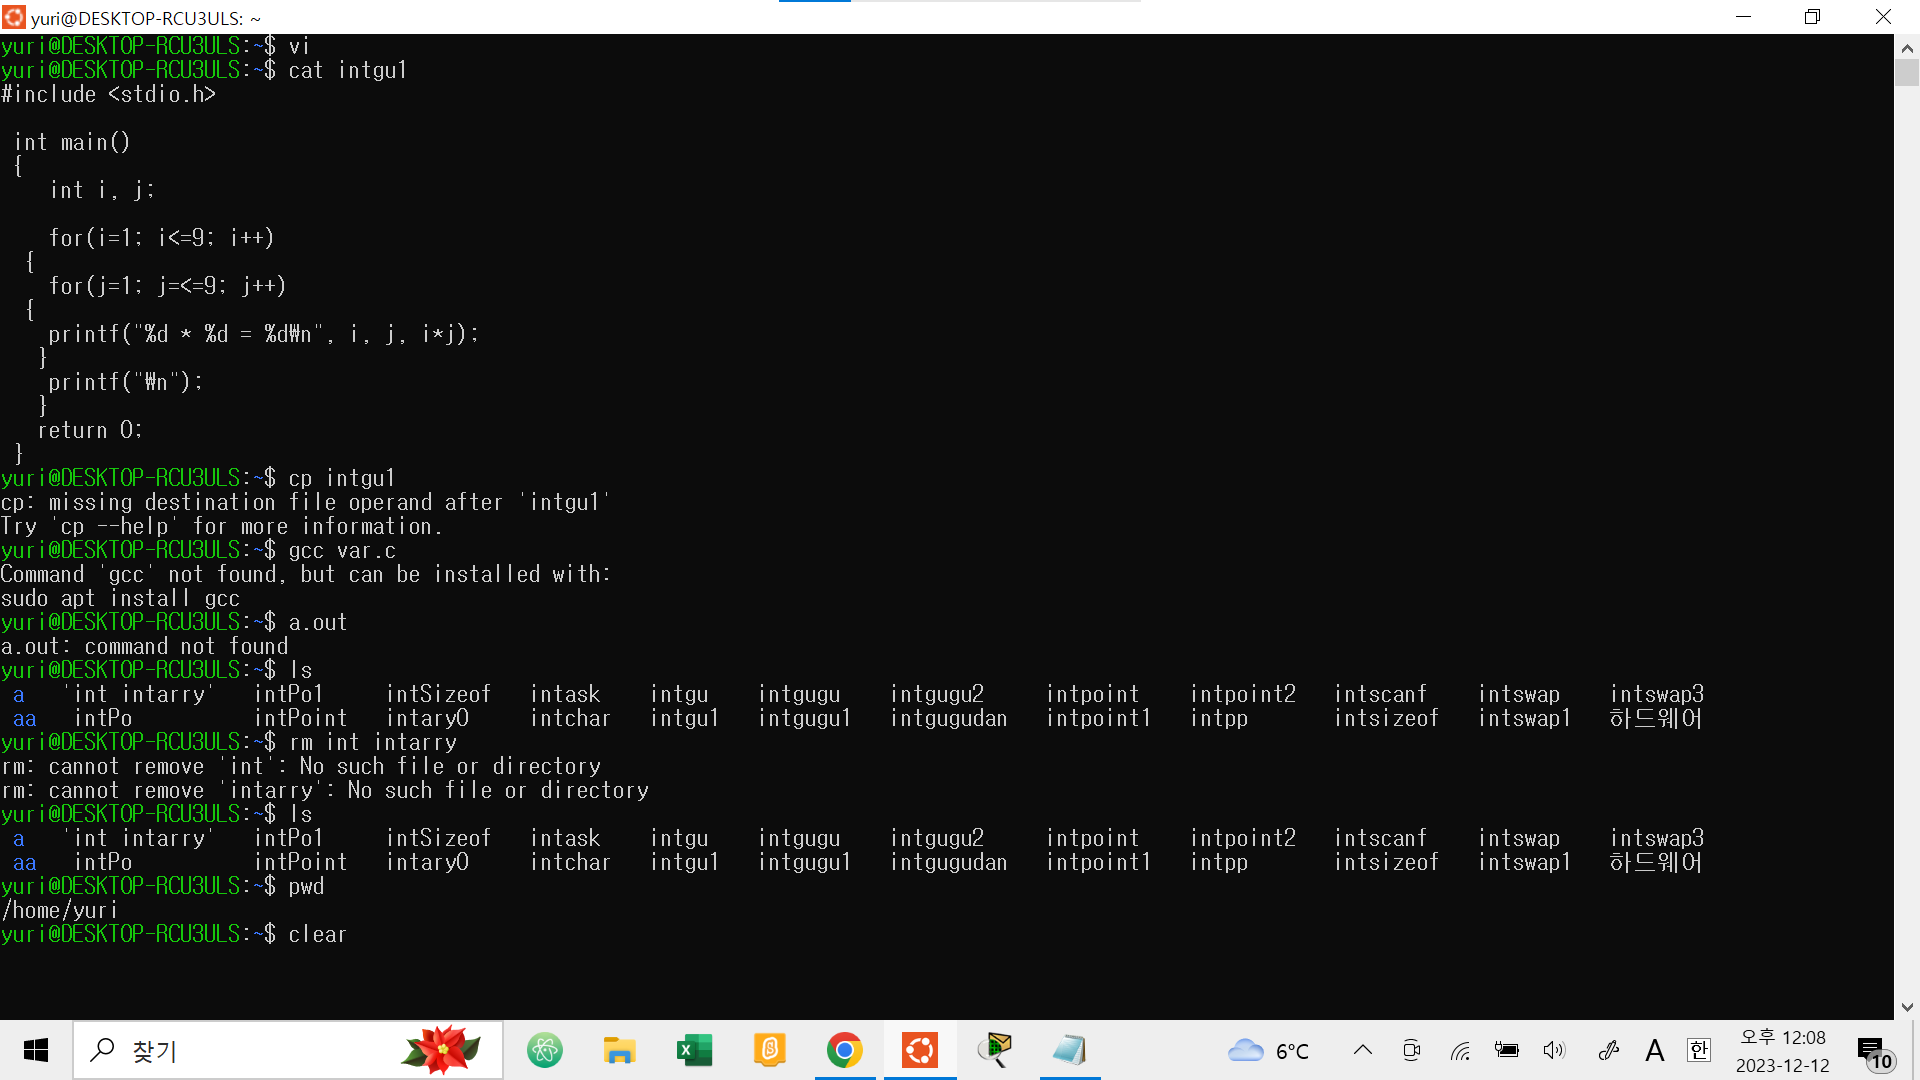 yuri@DESKTOP-RCU3ULS: ~
yuri@DESKTOP-RCU3ULS:~$ vi
yuri@DESKTOP-RCU3ULS:~$ cat intgu1
#include <stdio.h>
int main()
{
int i, j;
for(i=1; i<=9; i++)
{
for(j=1; j=<=9; j++)
{
printf("%d * %d = %d₩n", i, j, i*j);
}
printf("₩n");
}
return 0;
}
yuri@DESKTOP-RCU3ULS:~$ cp intgu1
cp: missing destination file operand after 'intgu1'
Try 'cp --help' for more information.
yuri@DESKTOP-RCU3ULS:~$ gcc var.c
Command 'gcc' not found, but can be installed with:
sudo apt install gcc
yuri@DESKTOP-RCU3ULS:~$ a.out
a.out: command not found
yuri@DESKTOP-RCU3ULS:~$ ls
a 'int intarry' intPo1 intSizeof intask intgu intgugu intgugu2 intpoint intpoint2 intscanf intswap intswap3
aa intPo intPoint intary0 intchar intgu1 intgugu1 intgugudan intpoint1 intpp intsizeof intswap1 하드웨어
yuri@DESKTOP-RCU3ULS:~$ rm int intarry
rm: cannot remove 'int': No such file or directory
rm: cannot remove 'intarry': No such file or directory
yuri@DESKTOP-RCU3ULS:~$ ls
a 'int intarry' intPo1 intSizeof intask intgu intgugu intgugu2 intpoint intpoint2 intscanf intswap intswap3
aa intPo intPoint intary0 intchar intgu1 intgugu1 intgugudan intpoint1 intpp intsizeof intswap1 하드웨어
yuri@DESKTOP-RCU3ULS:~$ pwd
/home/yuri
yuri@DESKTOP-RCU3ULS:~$ clear
찾기
6°C
A
한
오후 12:08
2023-12-12
10